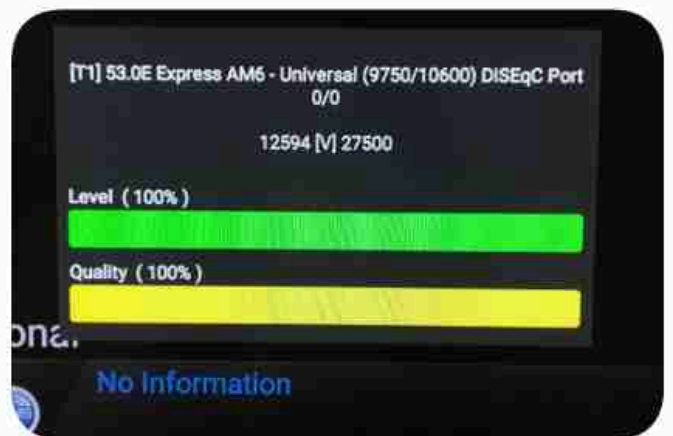 [T1] 53.0E Express AM6 - Universal (9750/10600) DISEqC Port
0/0
12594 [V] 27500
Level ( 100% )
Quality ( 100% )
No Information